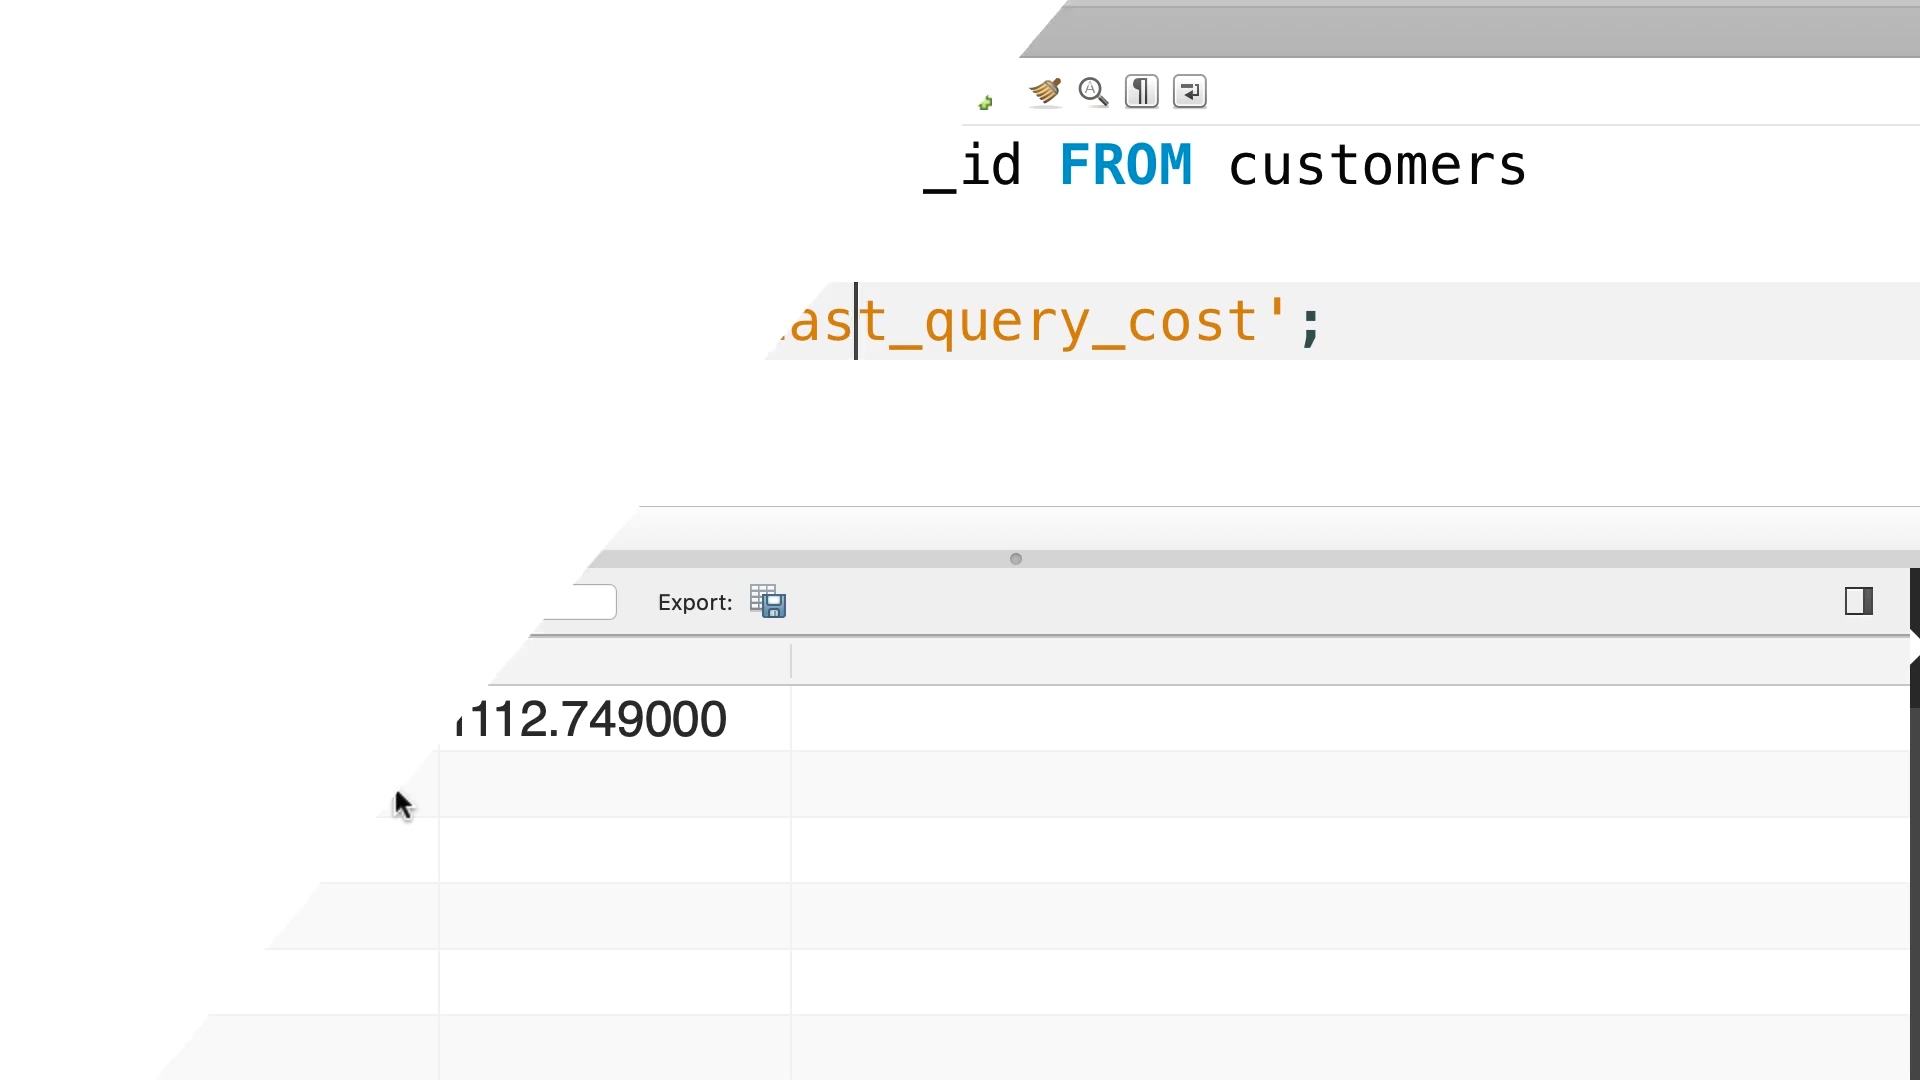 _id FROM customers
ast_query_cost';
Export:
112.749000